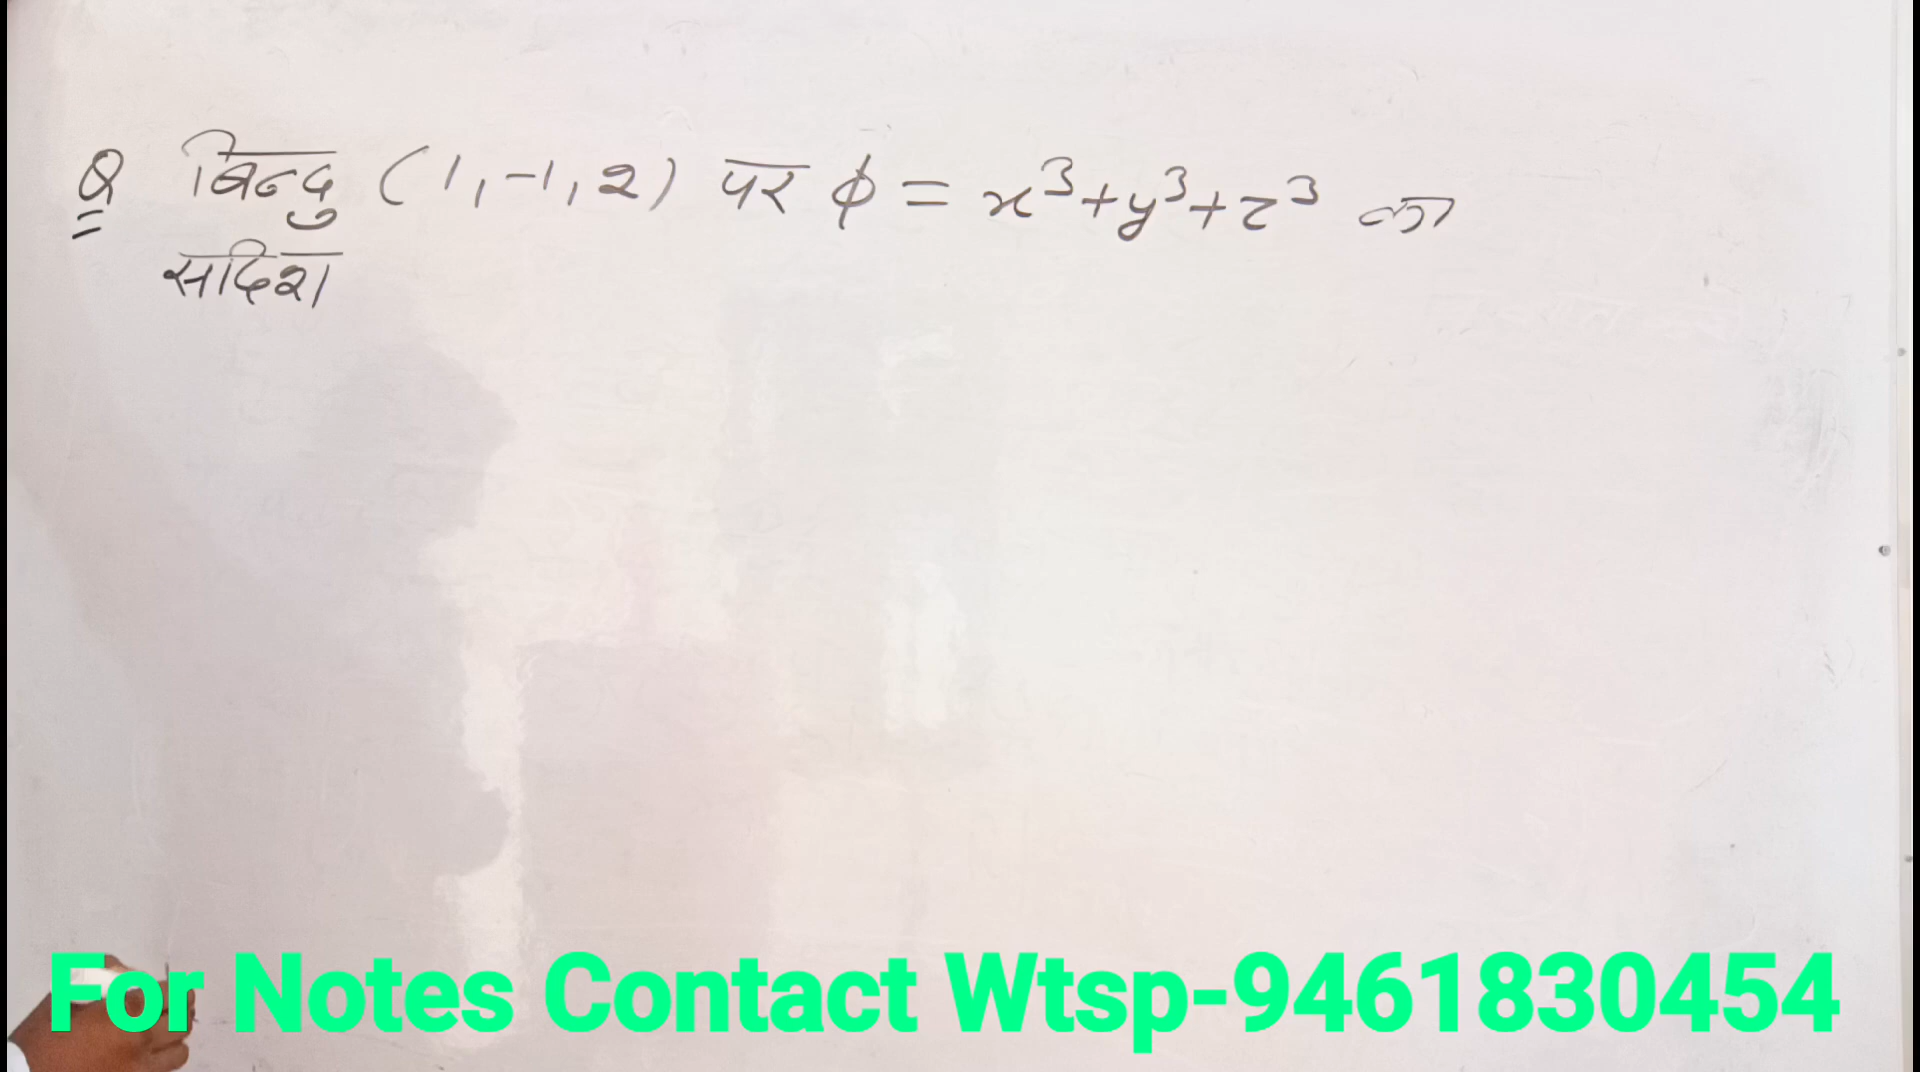 Q बिन्दु (1,-1,2) पर ϕ = x³+y³+z³ का
सदिश
For Notes Contact Wtsp-9461830454